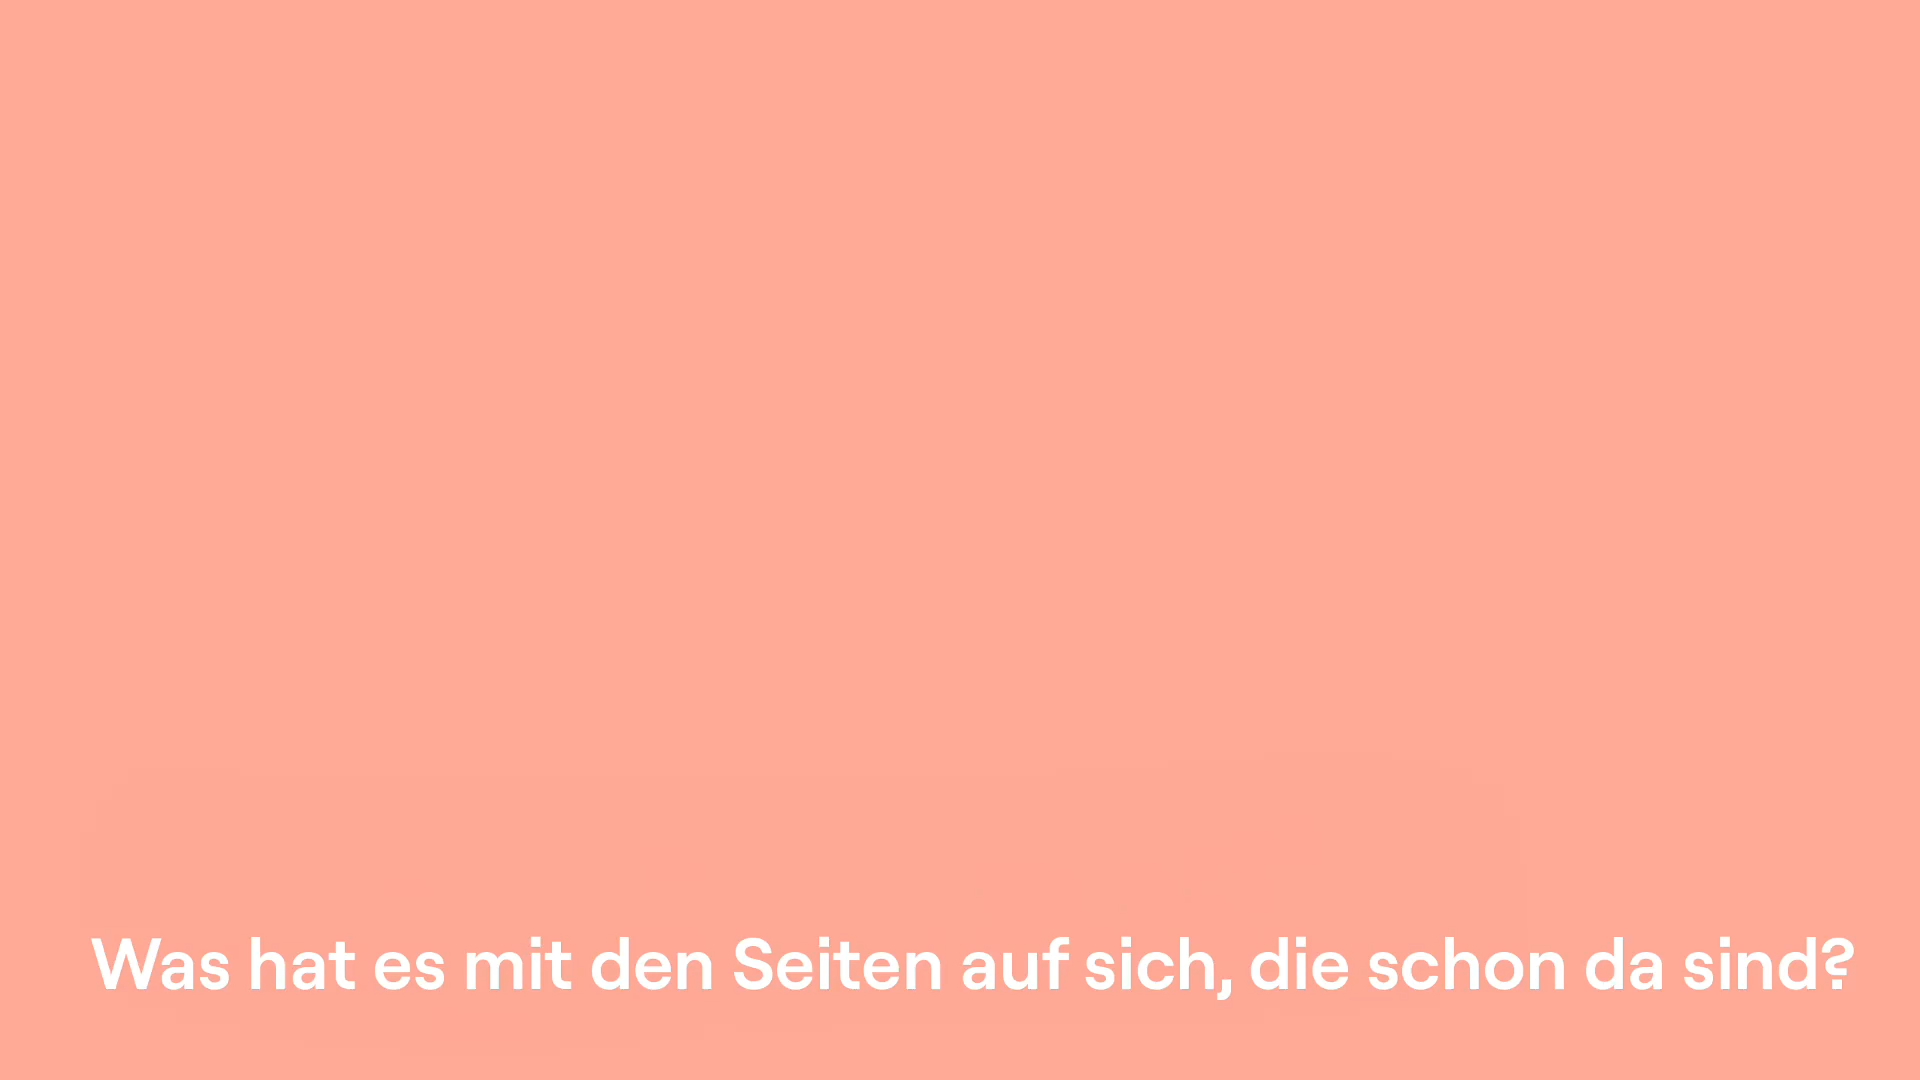 Was hat es mit den Seiten auf sich, die schon da sind?